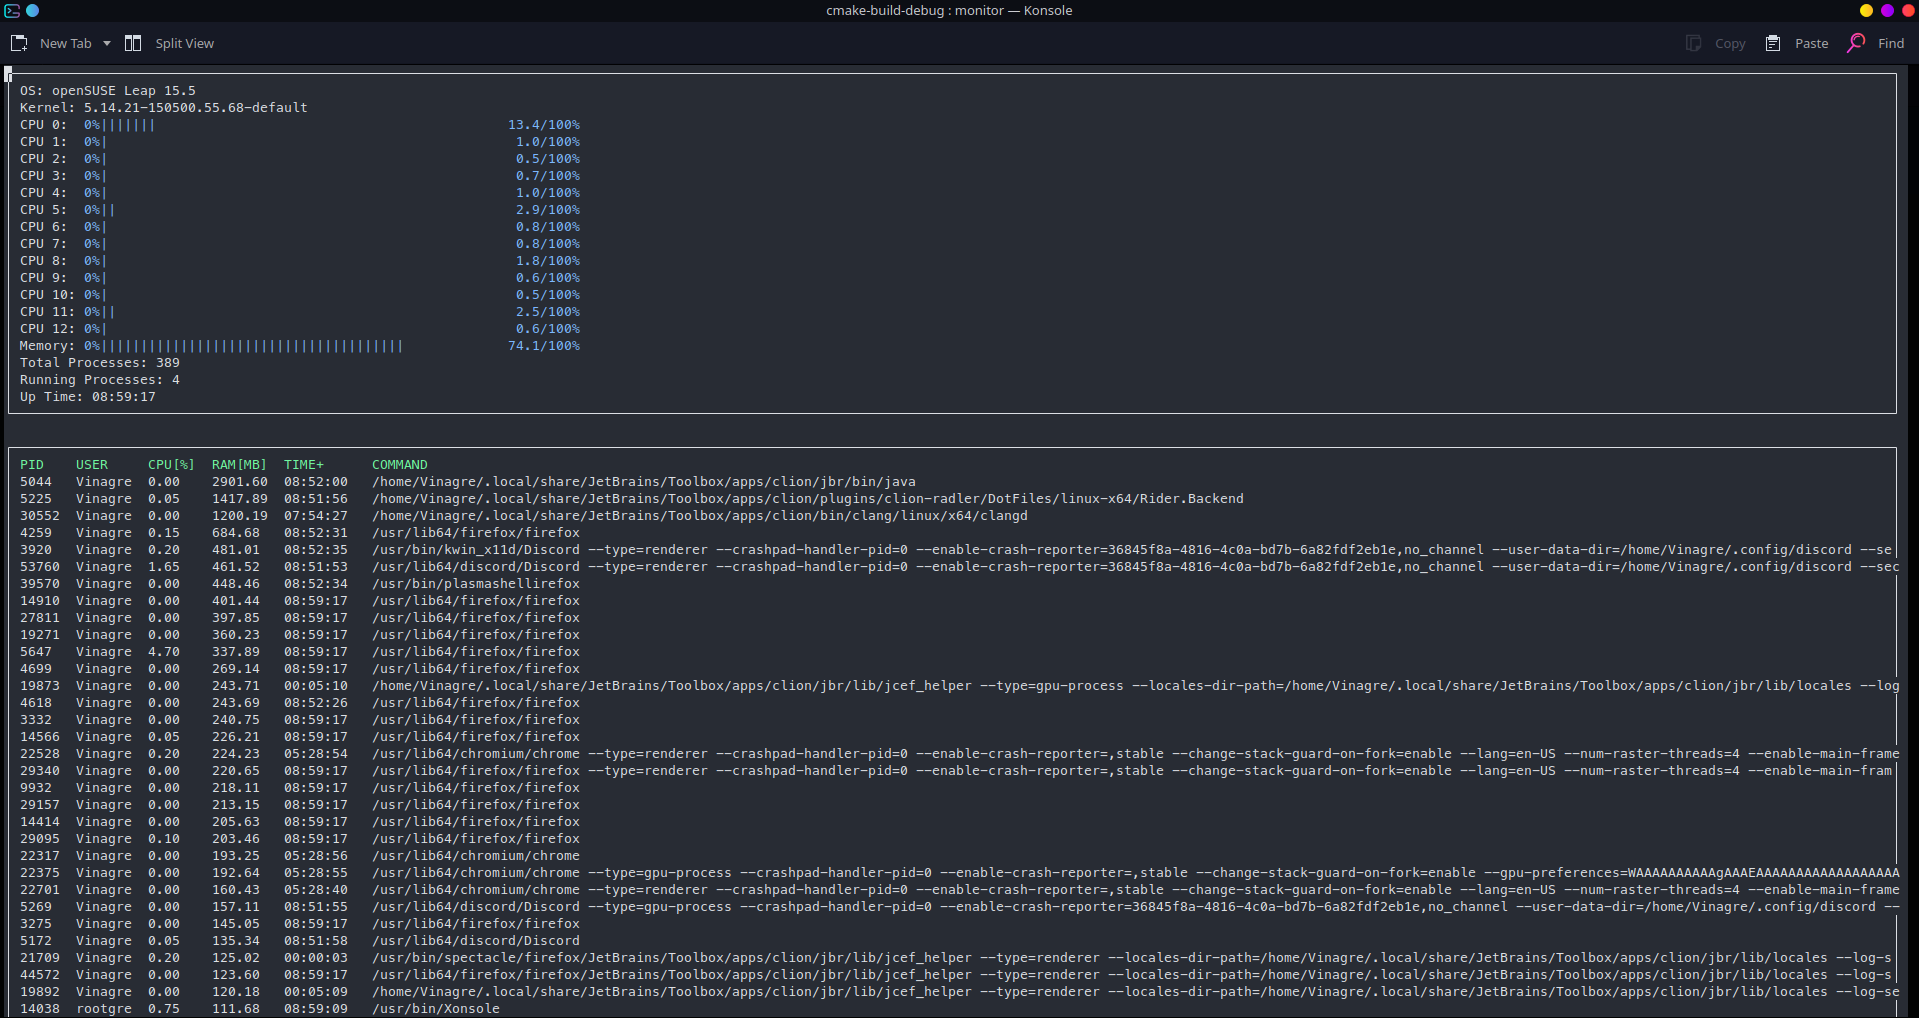 cmake-build-debug : monitor — Konsole
New Tab Split View Copy Paste Find
OS: openSUSE Leap 15.5
Kernel: 5.14.21-150500.55.68-default
CPU 0:  0%||||||| 13.4/100%
CPU 1:  0%| 1.0/100%
CPU 2:  0%| 0.5/100%
CPU 3:  0%| 0.7/100%
CPU 4:  0%| 1.0/100%
CPU 5:  0%|| 2.9/100%
CPU 6:  0%| 0.8/100%
CPU 7:  0%| 0.8/100%
CPU 8:  0%| 1.8/100%
CPU 9:  0%| 0.6/100%
CPU 10: 0%| 0.5/100%
CPU 11: 0%|| 2.5/100%
CPU 12: 0%| 0.6/100%
Memory: 0%|||||||||||||||||||||||||||||||||||||| 74.1/100%
Total Processes: 389
Running Processes: 4
Up Time: 08:59:17
PID USER CPU[%] RAM[MB] TIME+ COMMAND
5044 Vinagre 0.00 2901.60 08:52:00 /home/Vinagre/.local/share/JetBrains/Toolbox/apps/clion/jbr/bin/java
5225 Vinagre 0.05 1417.89 08:51:56 /home/Vinagre/.local/share/JetBrains/Toolbox/apps/clion/plugins/clion-radler/DotFiles/linux-x64/Rider.Backend
30552 Vinagre 0.00 1200.19 07:54:27 /home/Vinagre/.local/share/JetBrains/Toolbox/apps/clion/bin/clang/linux/x64/clangd
4259 Vinagre 0.15 684.68 08:52:31 /usr/lib64/firefox/firefox
3920 Vinagre 0.20 481.01 08:52:35 /usr/bin/kwin_x11d/Discord --type=renderer --crashpad-handler-pid=0 --enable-crash-reporter=36845f8a-4816-4c0a-bd7b-6a82fdf2eb1e,no_channel --user-data-dir=/home/Vinagre/.config/discord --se
53760 Vinagre 1.65 461.52 08:51:53 /usr/lib64/discord/Discord --type=renderer --crashpad-handler-pid=0 --enable-crash-reporter=36845f8a-4816-4c0a-bd7b-6a82fdf2eb1e,no_channel --user-data-dir=/home/Vinagre/.config/discord --sec
39570 Vinagre 0.00 448.46 08:52:34 /usr/bin/plasmashellirefox
14910 Vinagre 0.00 401.44 08:59:17 /usr/lib64/firefox/firefox
27811 Vinagre 0.00 397.85 08:59:17 /usr/lib64/firefox/firefox
19271 Vinagre 0.00 360.23 08:59:17 /usr/lib64/firefox/firefox
5647 Vinagre 4.70 337.89 08:59:17 /usr/lib64/firefox/firefox
4699 Vinagre 0.00 269.14 08:59:17 /usr/lib64/firefox/firefox
19873 Vinagre 0.00 243.71 00:05:10 /home/Vinagre/.local/share/JetBrains/Toolbox/apps/clion/jbr/lib/jcef_helper --type=gpu-process --locales-dir-path=/home/Vinagre/.local/share/JetBrains/Toolbox/apps/clion/jbr/lib/locales --log
4618 Vinagre 0.00 243.69 08:52:26 /usr/lib64/firefox/firefox
3332 Vinagre 0.00 240.75 08:59:17 /usr/lib64/firefox/firefox
14566 Vinagre 0.05 226.21 08:59:17 /usr/lib64/firefox/firefox
22528 Vinagre 0.20 224.23 05:28:54 /usr/lib64/chromium/chrome --type=renderer --crashpad-handler-pid=0 --enable-crash-reporter=,stable --change-stack-guard-on-fork=enable --lang=en-US --num-raster-threads=4 --enable-main-frame
29340 Vinagre 0.00 220.65 08:59:17 /usr/lib64/firefox/firefox --type=renderer --crashpad-handler-pid=0 --enable-crash-reporter=,stable --change-stack-guard-on-fork=enable --lang=en-US --num-raster-threads=4 --enable-main-fram
9932 Vinagre 0.00 218.11 08:59:17 /usr/lib64/firefox/firefox
29157 Vinagre 0.00 213.15 08:59:17 /usr/lib64/firefox/firefox
14414 Vinagre 0.00 205.63 08:59:17 /usr/lib64/firefox/firefox
29095 Vinagre 0.10 203.46 08:59:17 /usr/lib64/firefox/firefox
22317 Vinagre 0.00 193.25 05:28:56 /usr/lib64/chromium/chrome
22375 Vinagre 0.00 192.64 05:28:55 /usr/lib64/chromium/chrome --type=gpu-process --crashpad-handler-pid=0 --enable-crash-reporter=,stable --change-stack-guard-on-fork=enable --gpu-preferences=WAAAAAAAAAAgAAAEAAAAAAAAAAAAAAAAAA
22701 Vinagre 0.00 160.43 05:28:40 /usr/lib64/chromium/chrome --type=renderer --crashpad-handler-pid=0 --enable-crash-reporter=,stable --change-stack-guard-on-fork=enable --lang=en-US --num-raster-threads=4 --enable-main-frame
5269 Vinagre 0.00 157.11 08:51:55 /usr/lib64/discord/Discord --type=gpu-process --crashpad-handler-pid=0 --enable-crash-reporter=36845f8a-4816-4c0a-bd7b-6a82fdf2eb1e,no_channel --user-data-dir=/home/Vinagre/.config/discord --
3275 Vinagre 0.00 145.05 08:59:17 /usr/lib64/firefox/firefox
5172 Vinagre 0.05 135.34 08:51:58 /usr/lib64/discord/Discord
21709 Vinagre 0.20 125.02 00:00:03 /usr/bin/spectacle/firefox/JetBrains/Toolbox/apps/clion/jbr/lib/jcef_helper --type=renderer --locales-dir-path=/home/Vinagre/.local/share/JetBrains/Toolbox/apps/clion/jbr/lib/locales --log-s
44572 Vinagre 0.00 123.60 08:59:17 /usr/lib64/firefox/firefox/JetBrains/Toolbox/apps/clion/jbr/lib/jcef_helper --type=renderer --locales-dir-path=/home/Vinagre/.local/share/JetBrains/Toolbox/apps/clion/jbr/lib/locales --log-s
19892 Vinagre 0.00 120.18 00:05:09 /home/Vinagre/.local/share/JetBrains/Toolbox/apps/clion/jbr/lib/jcef_helper --type=renderer --locales-dir-path=/home/Vinagre/.local/share/JetBrains/Toolbox/apps/clion/jbr/lib/locales --log-se
14038 rootgre 0.75 111.68 08:59:09 /usr/bin/Xonsole